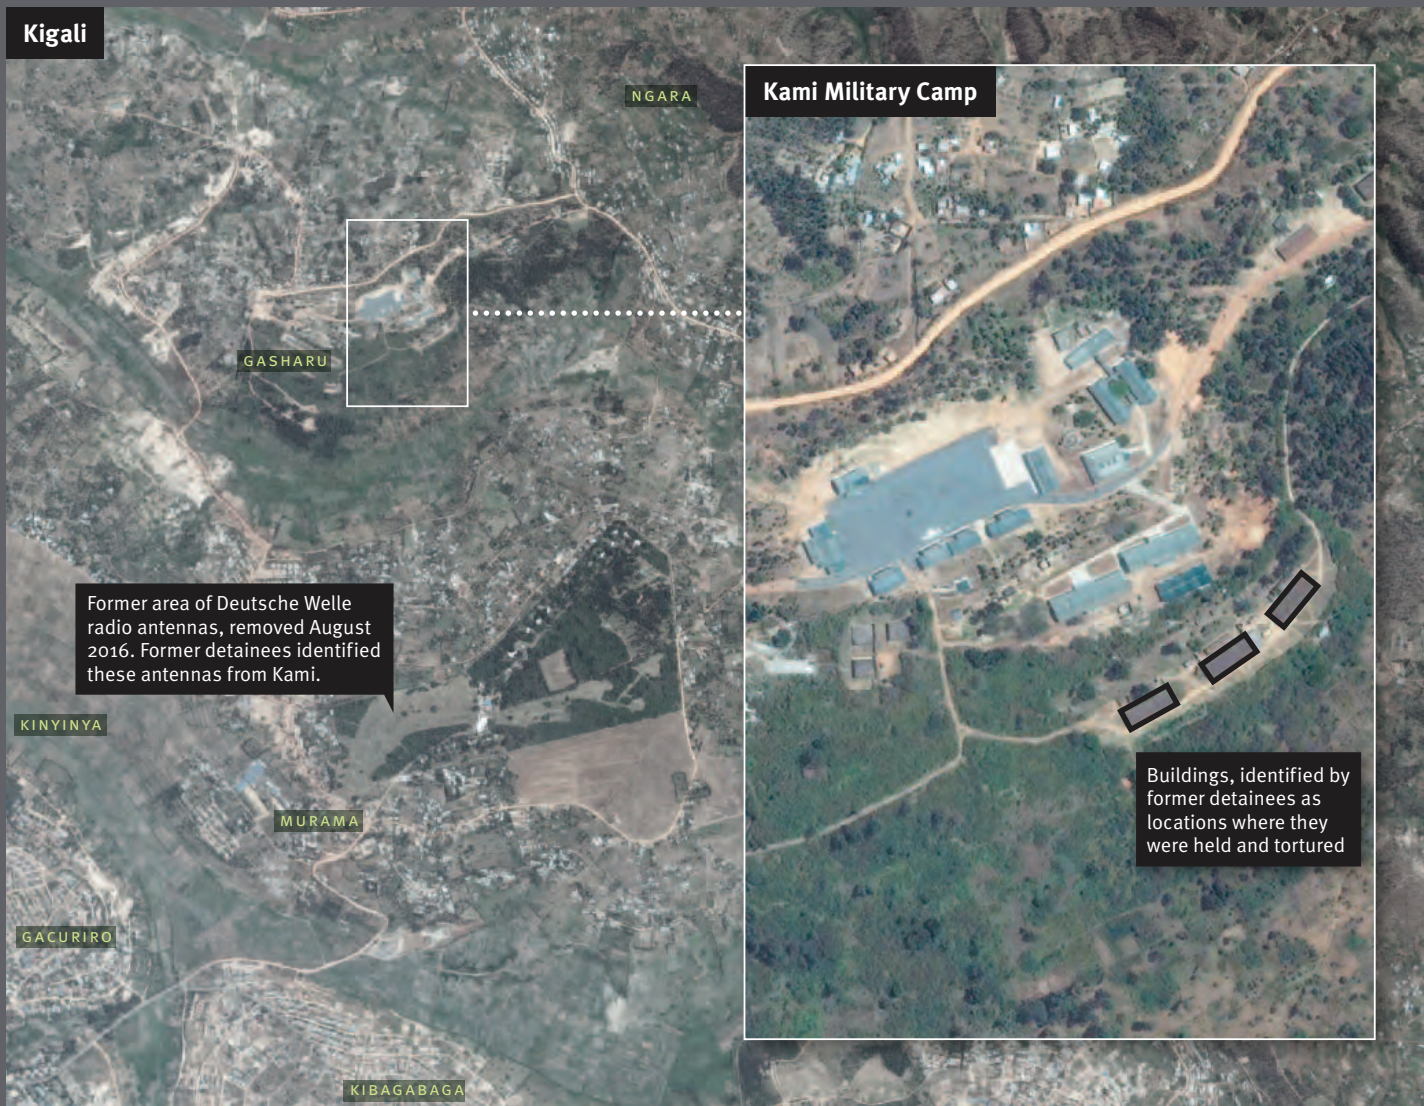 Kigali
NGARA
Kami Military Camp
GASHARU
Former area of Deutsche Welle
radio antennas, removed August
2016. Former detainees identified
these antennas from Kami.
KINYINYA
MURAMA
Buildings, identified by
former detainees as
locations where they
were held and tortured
GACURIRO
KIBAGABAGA